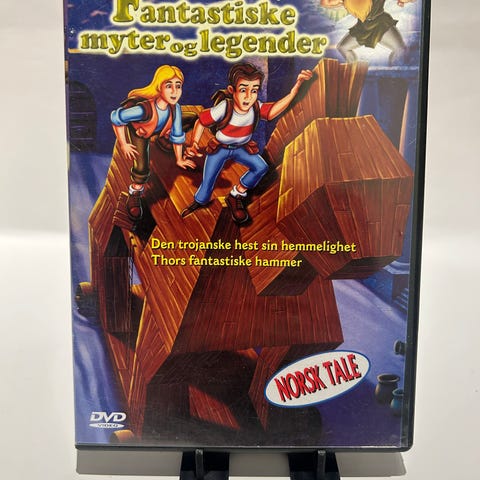 Fantastiske
myter og legender
Den trojanske hest sin hemmelighet
Thors fantastiske hammer
NORSK TALE
DVD
VIDEO